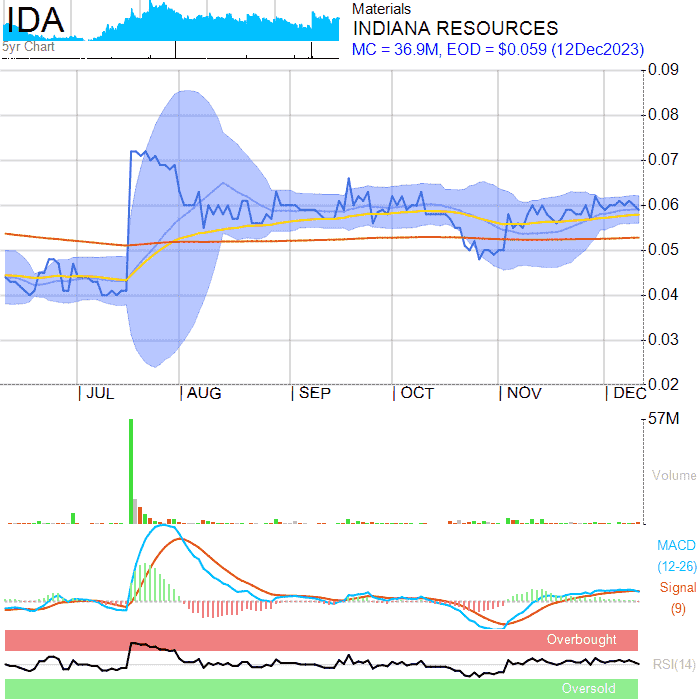 IDA
5yr Chart
Materials
INDIANA RESOURCES
MC = 36.9M, EOD = $0.059 (12Dec2023)
0.09
0.08
0.07
0.06
0.05
0.04
0.03
0.02
JUL AUG SEP OCT NOV DEC
57M
Volume
MACD
(12-26)
Signal
(9)
Overbought
RSI(14)
Oversold